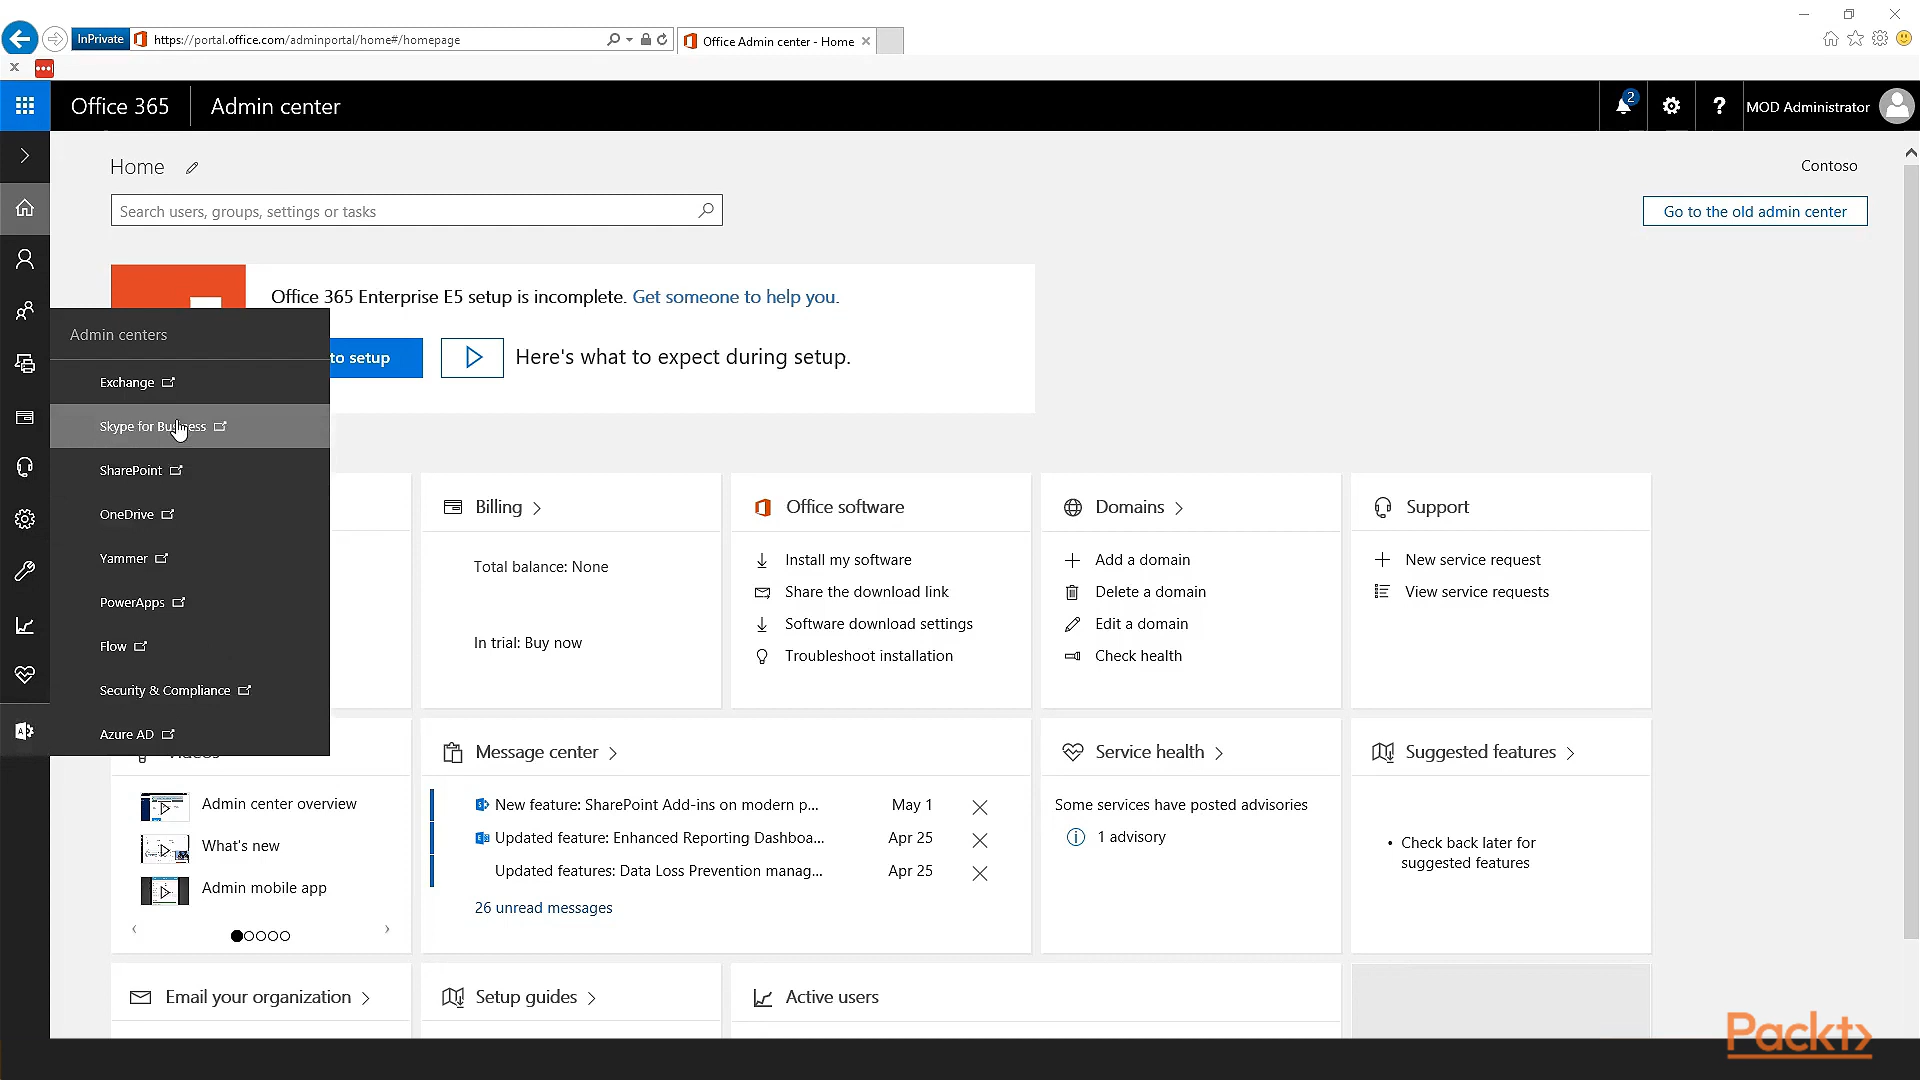 InPrivate
https://portal.office.com/adminportal/home#/homepage
Office Admin center - Home
Office 365
Admin center
2
MOD Administrator
Home
Contoso
Search users, groups, settings or tasks
Go to the old admin center
Office 365 Enterprise E5 setup is incomplete. Get someone to help you.
to setup
Here's what to expect during setup.
Admin centers
Exchange
Skype for Business
SharePoint
OneDrive
Yammer
PowerApps
Flow
Security & Compliance
Azure AD
Billing
Total balance: None
In trial: Buy now
Office software
Install my software
Share the download link
Software download settings
Troubleshoot installation
Domains
Add a domain
Delete a domain
Edit a domain
Check health
Support
New service request
View service requests
Videos
Admin center overview
What's new
Admin mobile app
Message center
New feature: SharePoint Add-ins on modern p... May 1
Updated feature: Enhanced Reporting Dashboa... Apr 25
Updated features: Data Loss Prevention manag... Apr 25
26 unread messages
Service health
Some services have posted advisories
1 advisory
Suggested features
• Check back later for
suggested features
Email your organization
Setup guides
Active users
Packt>